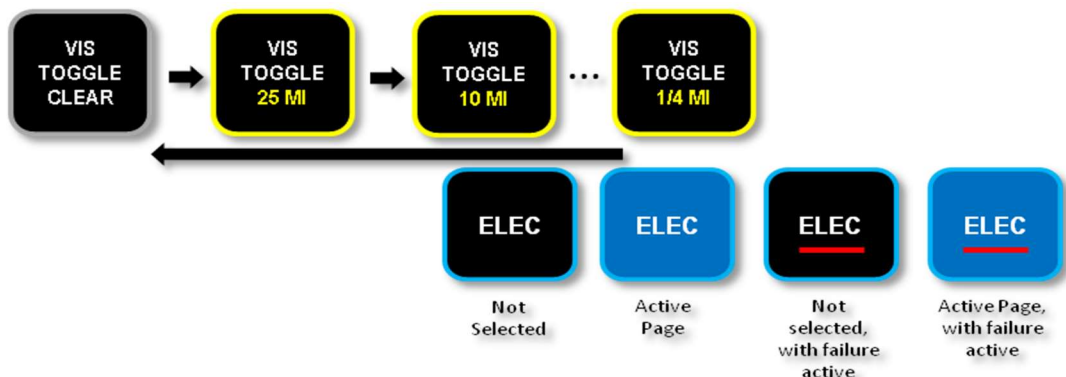 VIS
TOGGLE
CLEAR
VIS
TOGGLE
25 MI
VIS
TOGGLE
10 MI
...
VIS
TOGGLE
1/4 MI
ELEC
ELEC
ELEC
ELEC
Not
Selected
Active
Page
Not
selected,
with failure
active
Active Page,
with failure
active